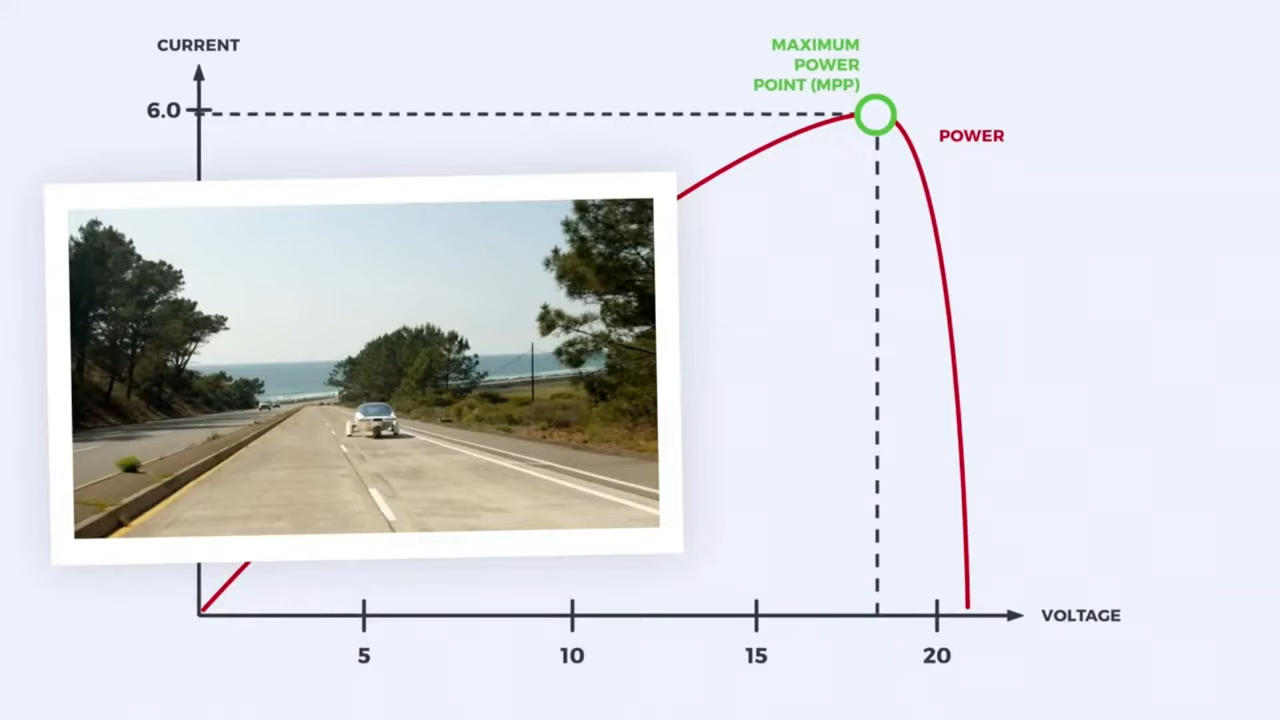 CURRENT
MAXIMUM
POWER
POINT (MPP)
6.0
POWER
VOLTAGE
5
10
15
20